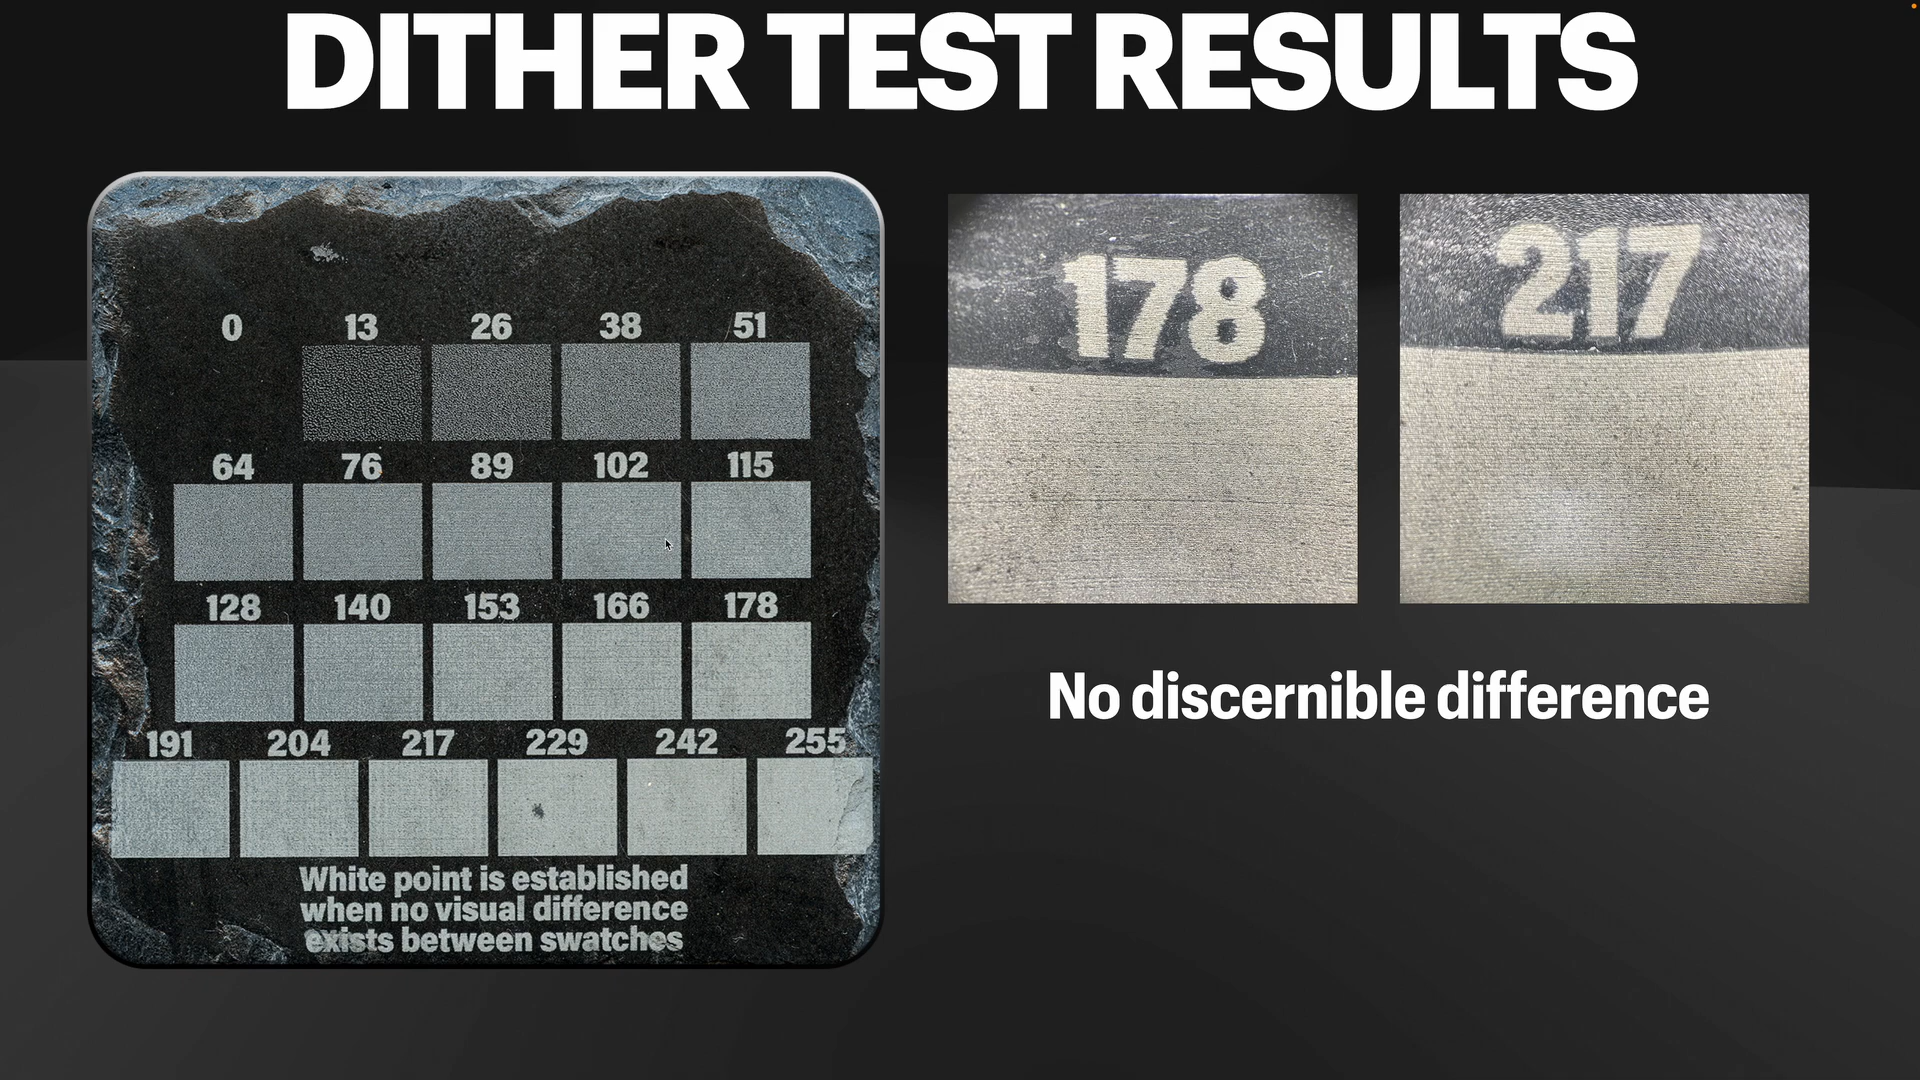 DITHER TEST RESULTS
0 13 26 38 51
64 76 89 102 115
128 140 153 166 178
191 204 217 229 242 255
White point is established
when no visual difference
exists between swatches
178
217
No discernible difference